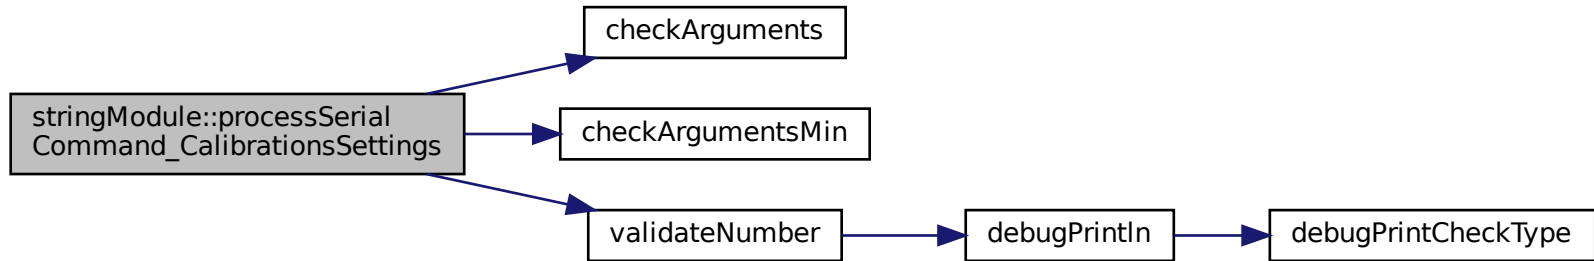 checkArguments
stringModule::processSerial
Command_CalibrationsSettings
checkArgumentsMin
validateNumber
debugPrintln
debugPrintCheckType